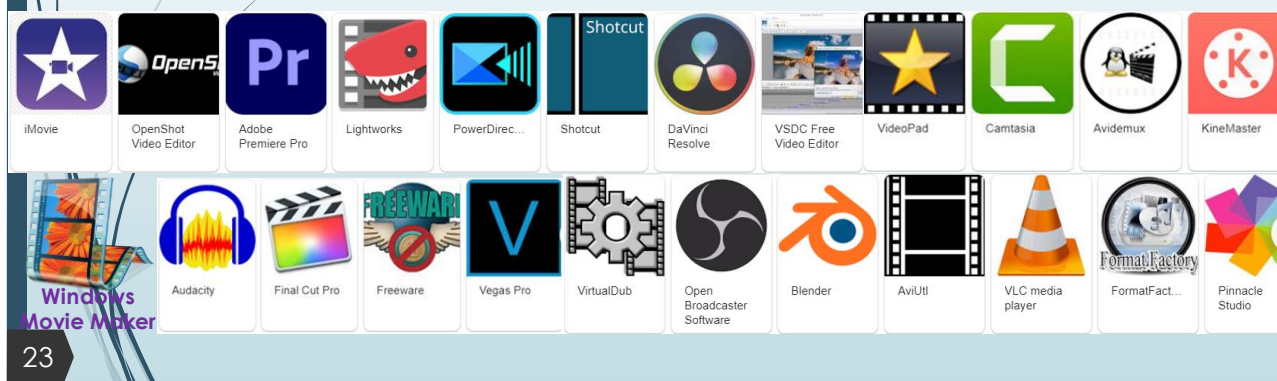 OpenS
Pr
Shotcut
iMovie
OpenShot
Video Editor
Adobe
Premiere Pro
Lightworks
PowerDirec...
Shotcut
DaVinci
Resolve
VSDC Free
Video Editor
VideoPad
Camtasia
Avidemux
KineMaster
K
FREEWARE
V
Format Factory
Windows
Movie Maker
Audacity
Final Cut Pro
Freeware
Vegas Pro
VirtualDub
Open
Broadcaster
Software
Blender
AviUtl
VLC media
player
FormatFact...
Pinnacle
Studio
23